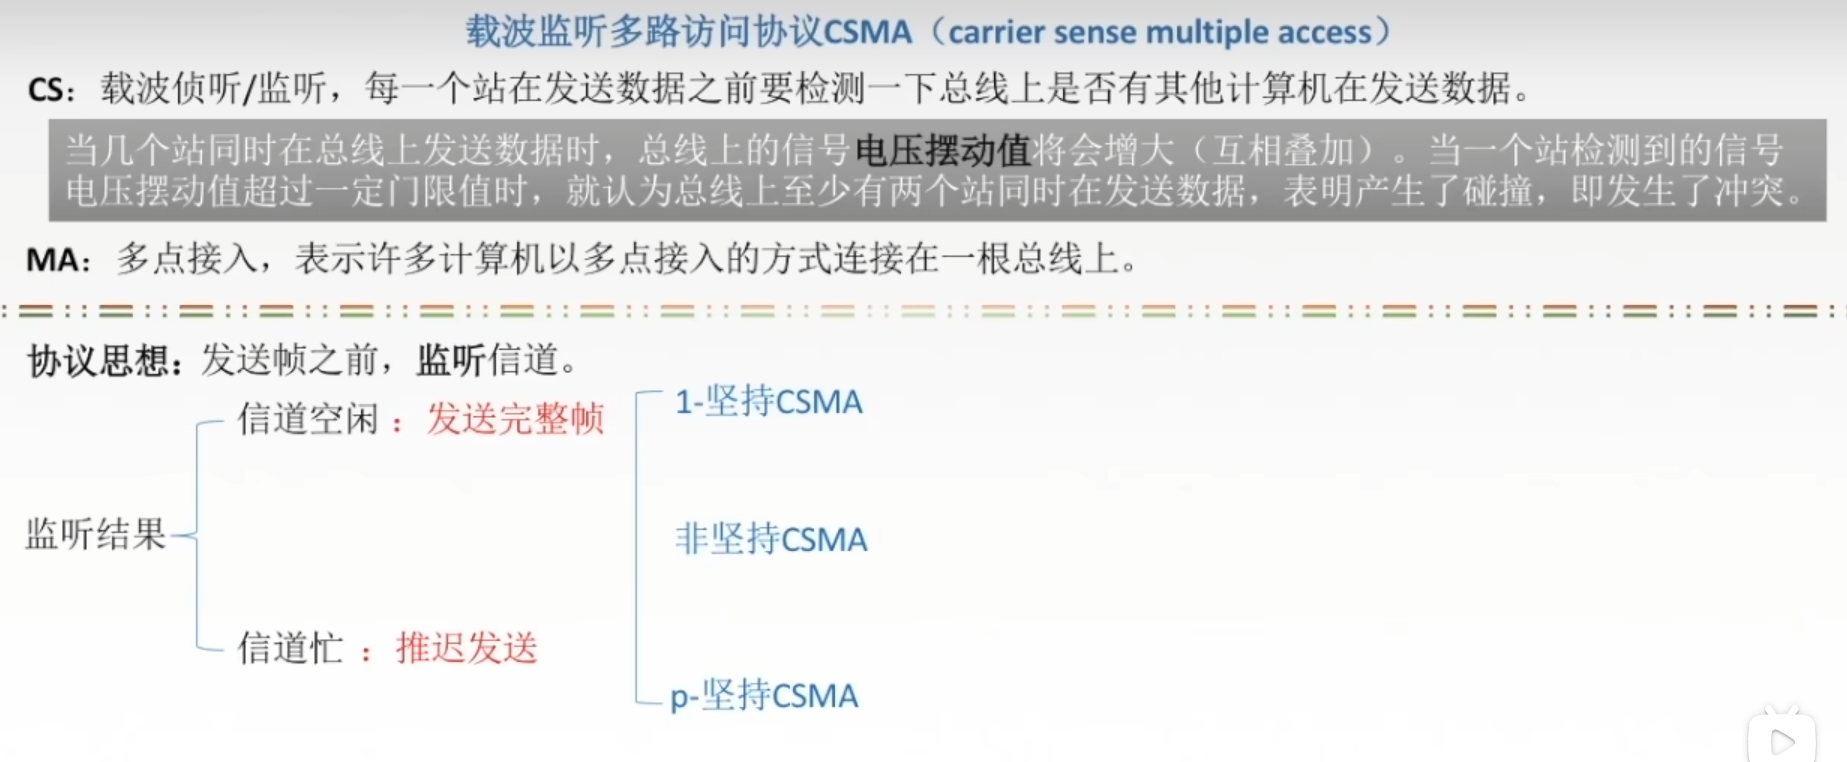 载波监听多路访问协议CSMA（carrier sense multiple access）
CS：载波侦听/监听，每一个站在发送数据之前要检测一下总线上是否有其他计算机在发送数据。
当几个站同时在总线上发送数据时，总线上的信号电压摆动值将会增大（互相叠加）。当一个站检测到的信号
电压摆动值超过一定门限值时，就认为总线上至少有两个站同时在发送数据，表明产生了碰撞，即发生了冲突。
MA：多点接入，表示许多计算机以多点接入的方式连接在一根总线上。
协议思想：发送帧之前，监听信道。
监听结果
信道空闲：发送完整帧
信道忙：推迟发送
1-坚持CSMA
非坚持CSMA
p-坚持CSMA